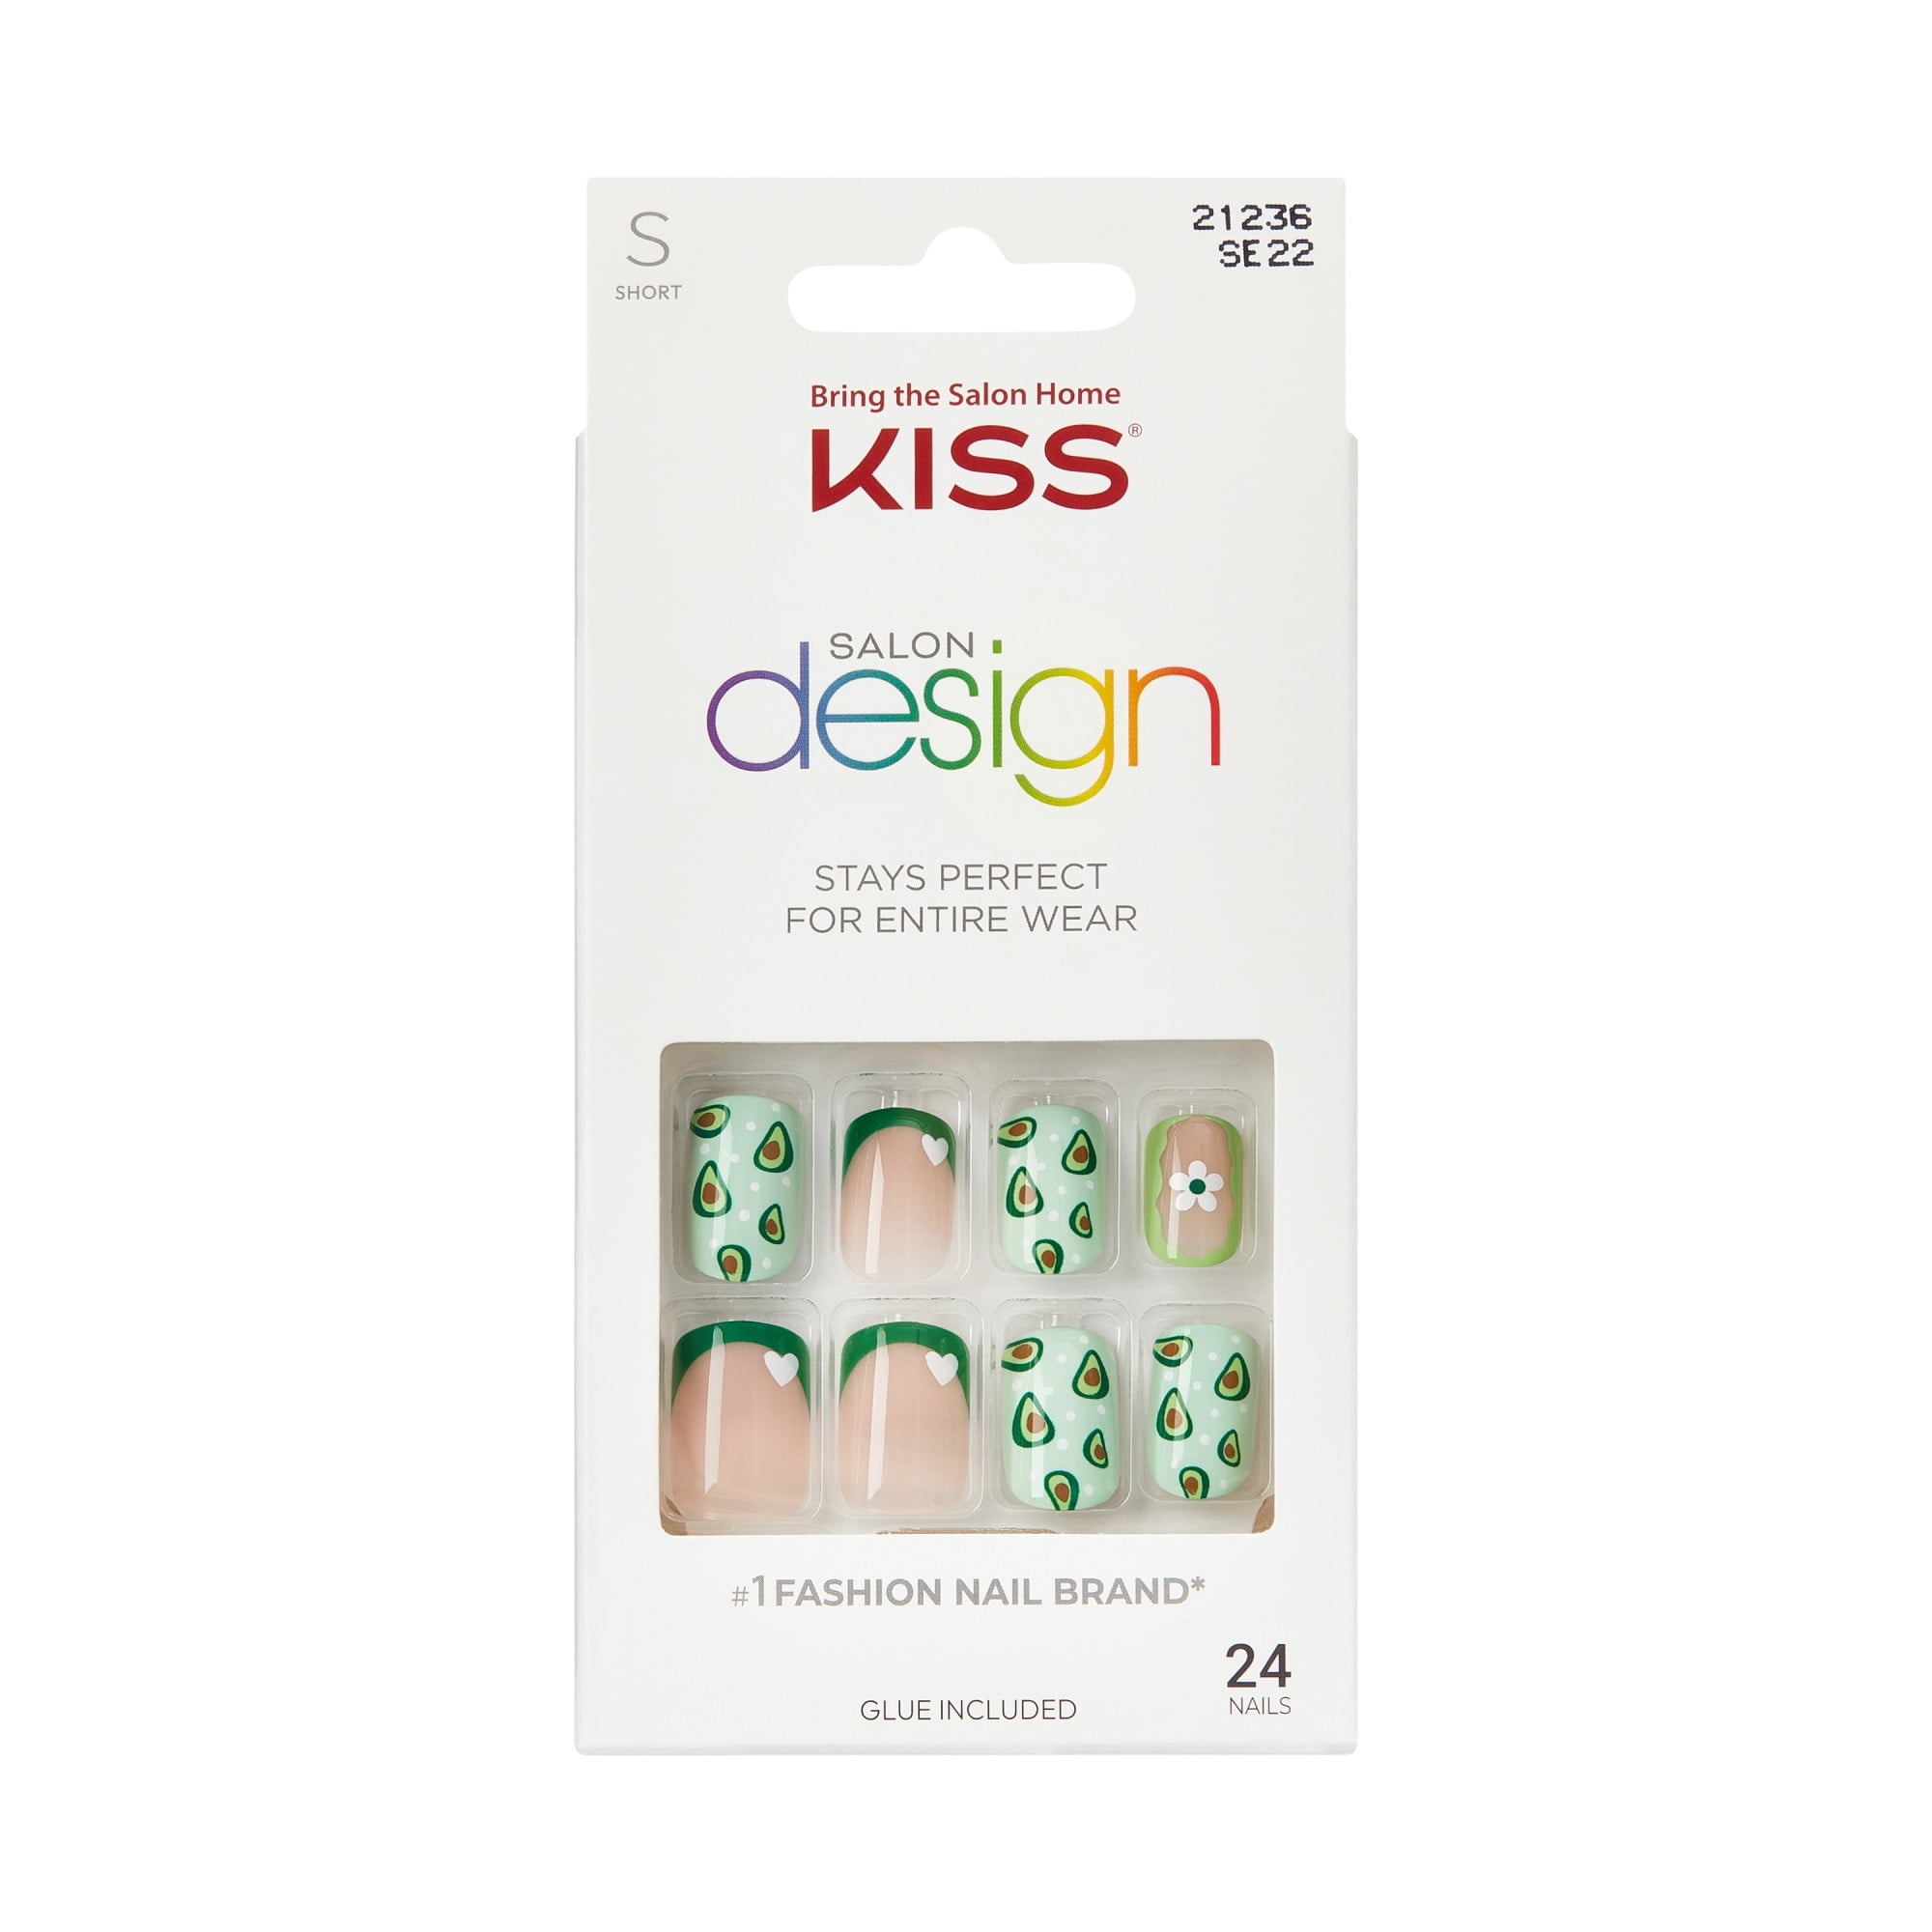 S
SHORT
21236
SE22
Bring the Salon Home
KISS®
SALON
design
STAYS PERFECT
FOR ENTIRE WEAR
#1 FASHION NAIL BRAND*
24
NAILS
GLUE INCLUDED